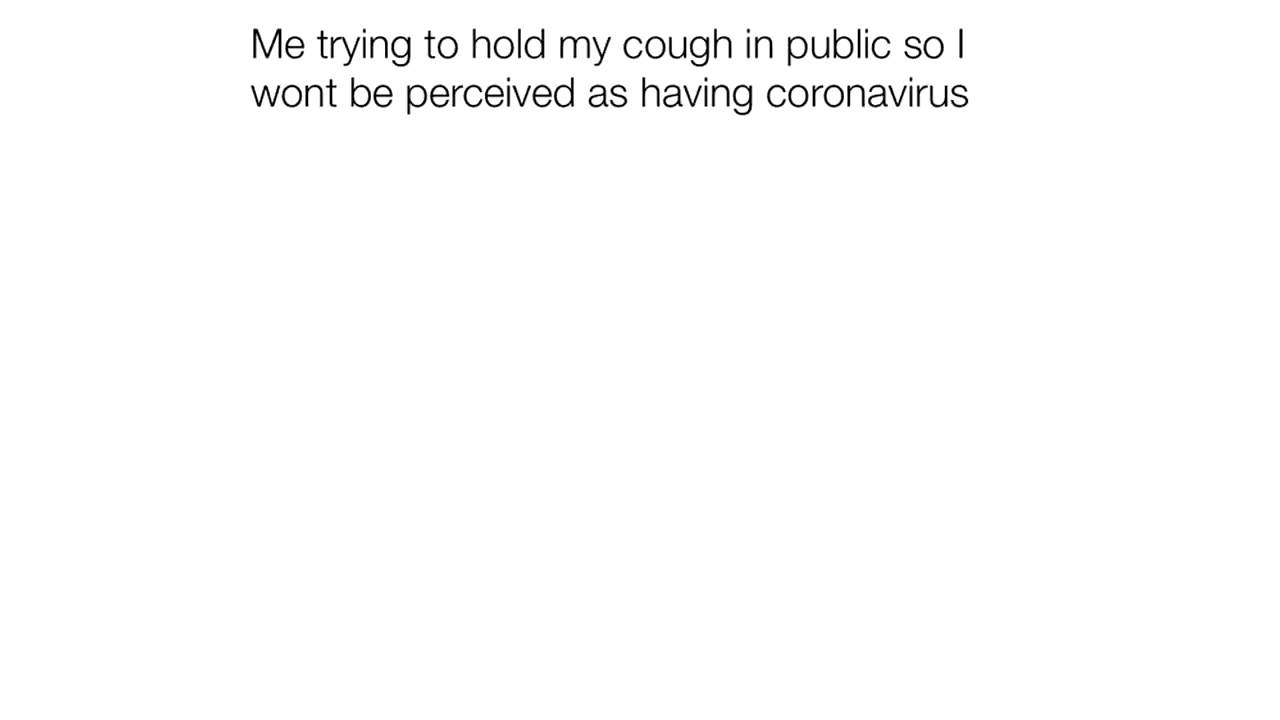 Me trying to hold my cough in public so I
wont be perceived as having coronavirus